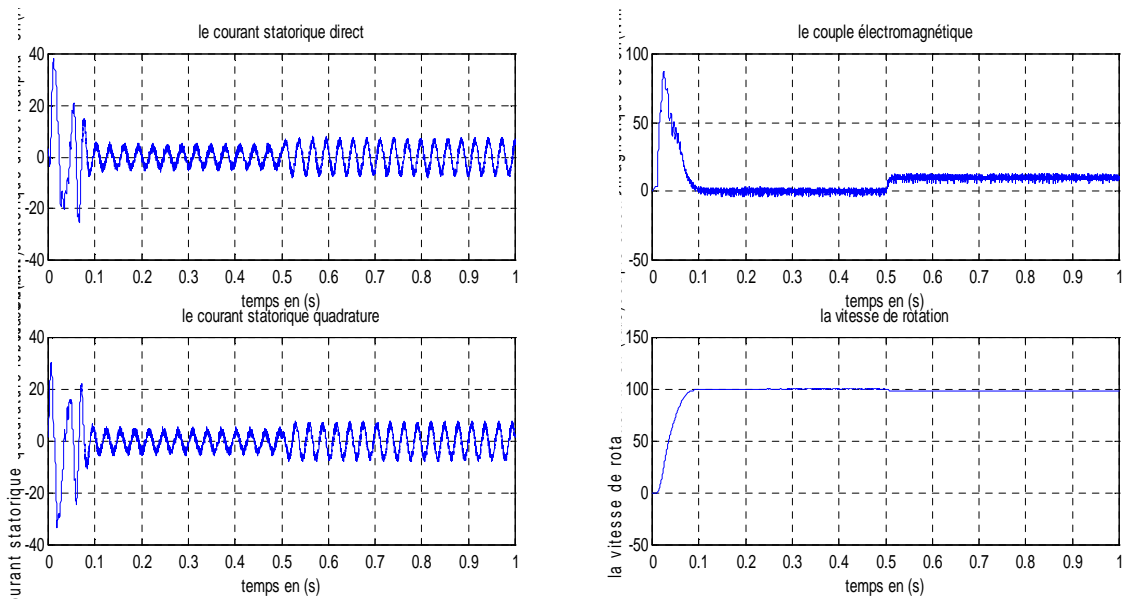 le courant statorique direct
40
20
0
-20
-40
0 0.1 0.2 0.3 0.4 0.5 0.6 0.7 0.8 0.9 1
temps en (s)
le couple électromagnétique
100
50
0
-50
0 0.1 0.2 0.3 0.4 0.5 0.6 0.7 0.8 0.9 1
temps en (s)
le courant statorique quadrature
40
20
0
-20
-40
courant statorique
0 0.1 0.2 0.3 0.4 0.5 0.6 0.7 0.8 0.9 1
temps en (s)
la vitesse de rotation
150
100
50
0
-50
la vitesse de rota
0 0.1 0.2 0.3 0.4 0.5 0.6 0.7 0.8 0.9 1
temps en (s)